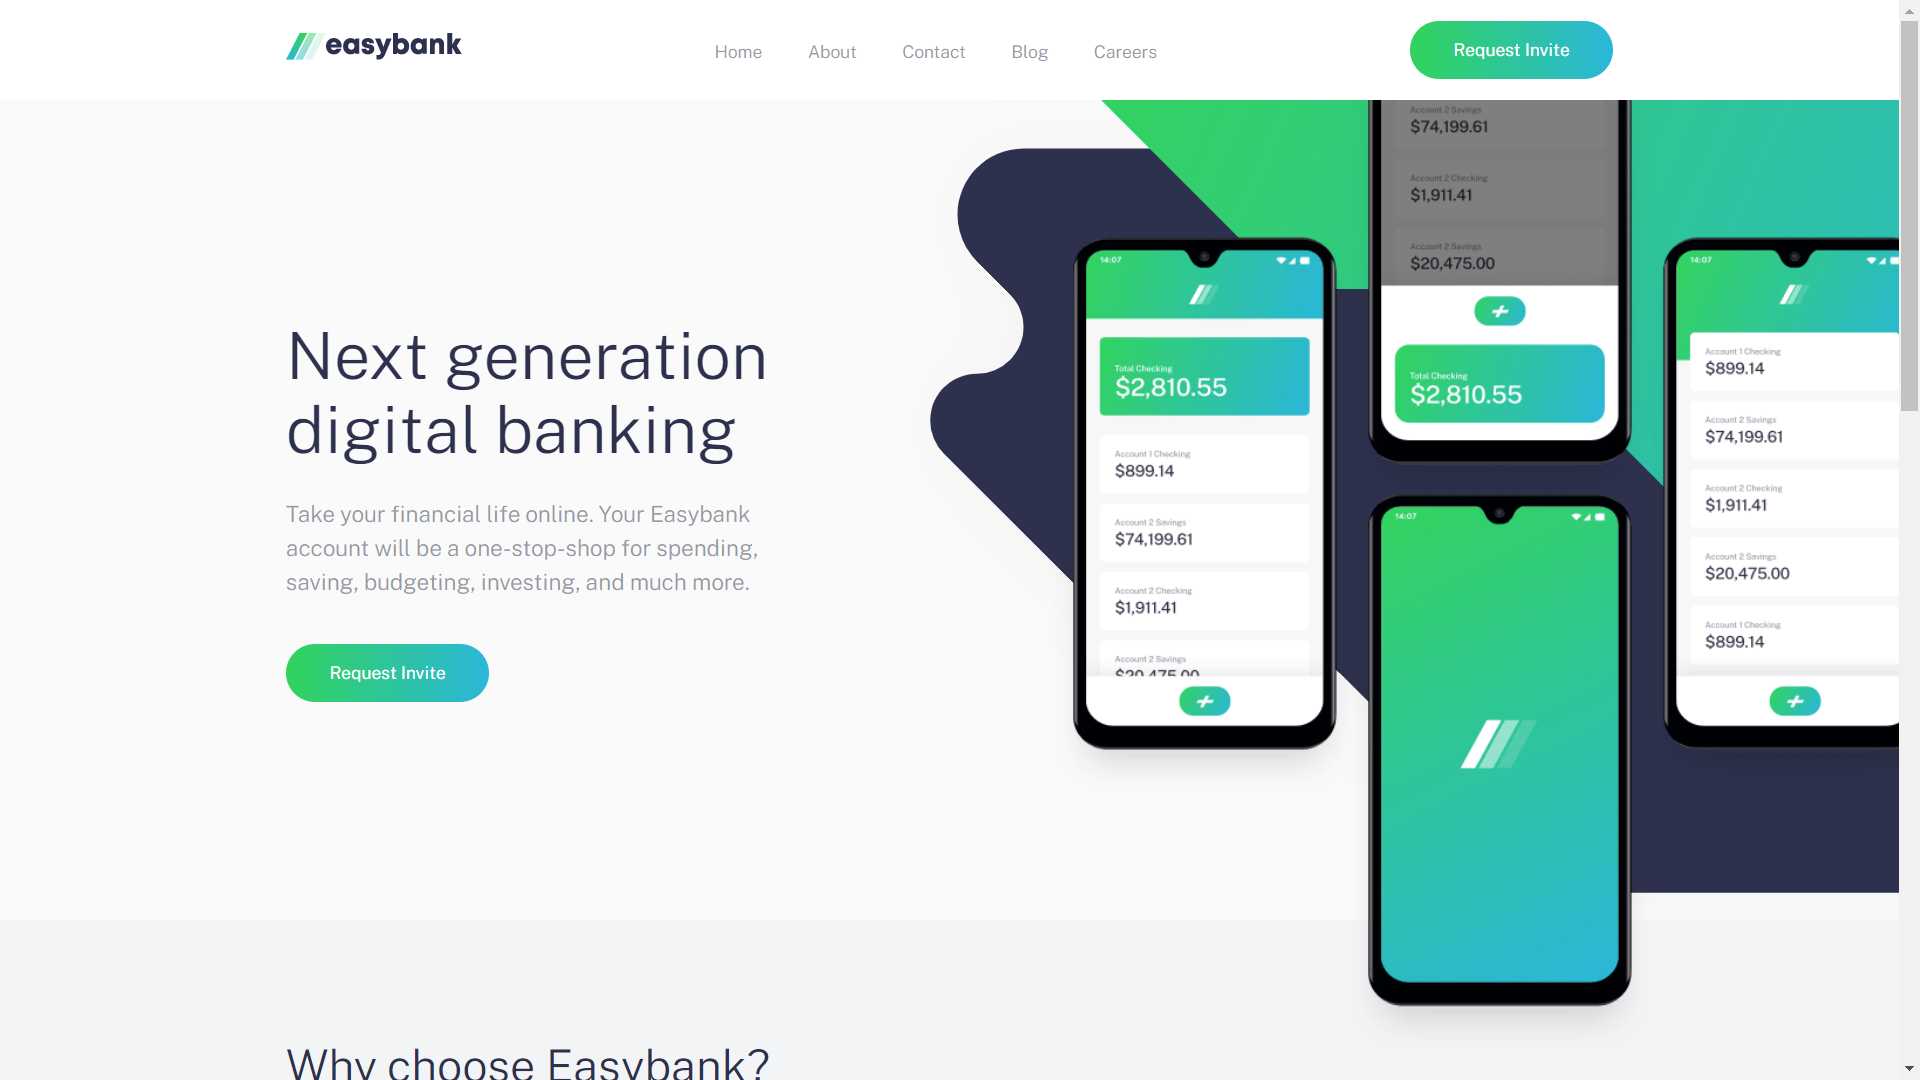 easybank
Home
About
Contact
Blog
Careers
Request Invite
Next generation
digital banking
Take your financial life online. Your Easybank
account will be a one-stop-shop for spending,
saving, budgeting, investing, and much more.
Request Invite
14:07
Total Checking
$2,810.55
Account 1 Checking
$899.14
Account 2 Savings
$74,199.61
Account 2 Checking
$1,911.41
Account 2 Savings
$20,475.00
Account 2 Savings
$74,199.61
Account 2 Checking
$1,911.41
Account 2 Savings
$20,475.00
Total Checking
$2,810.55
14:07
14:07
Account 1 Checking
$899.14
Account 2 Savings
$74,199.61
Account 2 Checking
$1,911.41
Account 2 Savings
$20,475.00
Account 1 Checking
$899.14
Why choose Easybank?